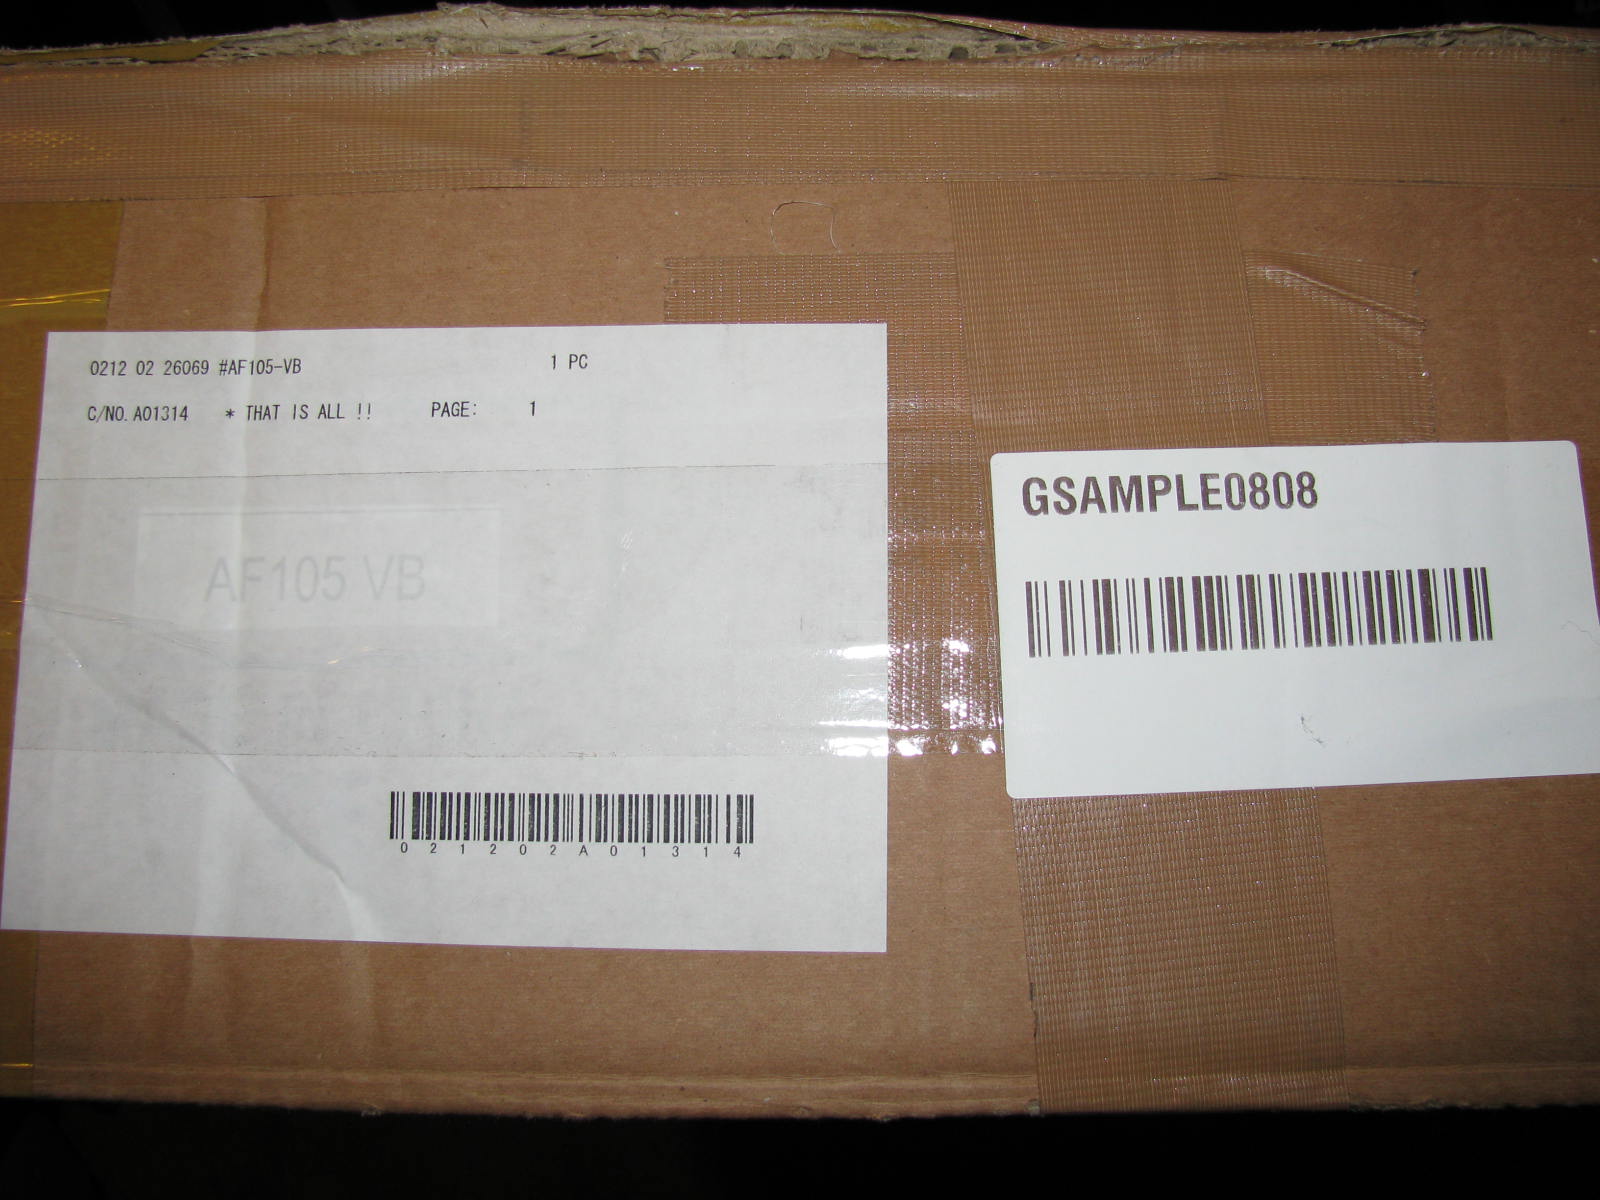 0212 02 26069 #AF105-VB 1 PC
C/NO. A01314 * THAT IS ALL !! PAGE: 1
AF105 VB
021202A01314
GSAMPLE0808